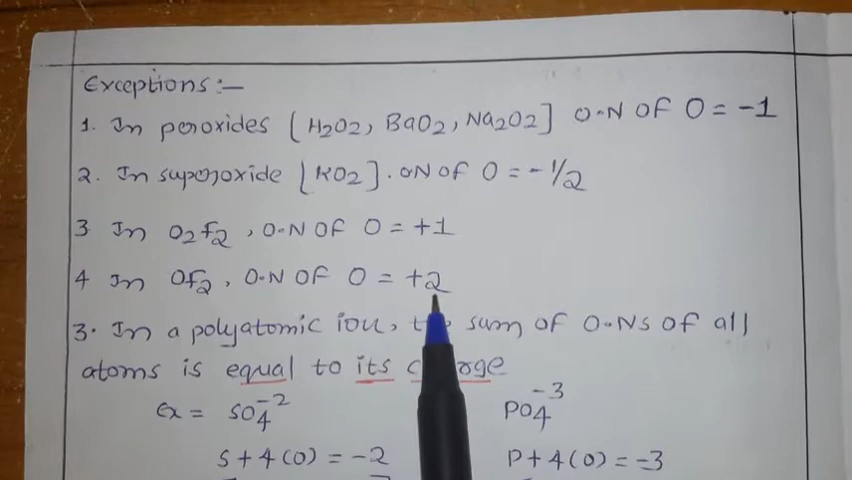 Exceptions:-
1. In peroxides [H2O2, BaO2, Na2O2] O.N OF O = -1
2. In superoxide [KO2]. ON OF O = -1/2
3 In O2f2, O.N OF O = +1
4 In Of2, O.N OF O = +2
3. In a polyatomic ion, sum of O.Ns of all
atoms is equal to its
Ex = SO4^-2 PO4^-3
S+4(O) = -2 P+4(O) = -3